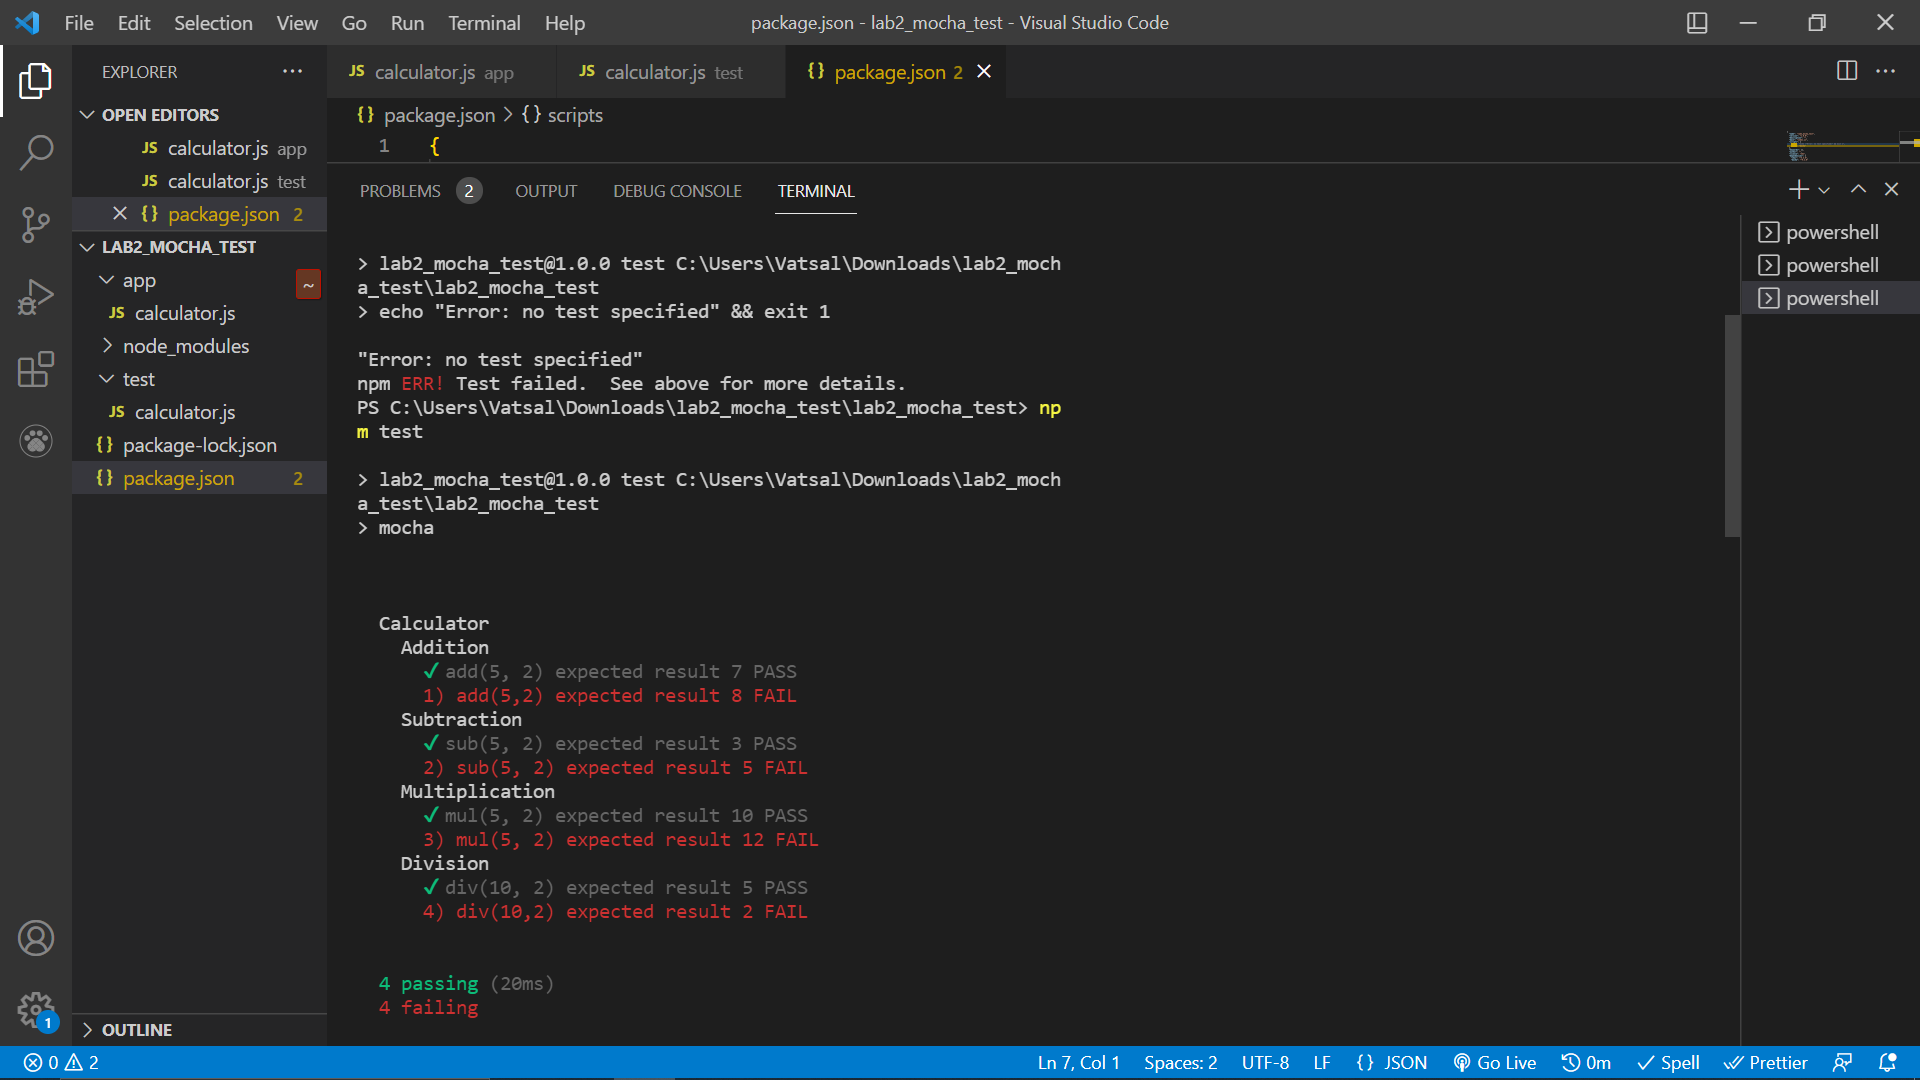 File Edit Selection View Go Run Terminal Help
package.json - lab2_mocha_test - Visual Studio Code
EXPLORER
OPEN EDITORS
JS calculator.js app
JS calculator.js test
{} package.json 2
LAB2_MOCHA_TEST
app ~
JS calculator.js
node_modules
test
JS calculator.js
{} package-lock.json
{} package.json 2
OUTLINE
JS calculator.js app
JS calculator.js test
{} package.json 2
{} package.json > {} scripts
1 {
PROBLEMS 2 OUTPUT DEBUG CONSOLE TERMINAL
> lab2_mocha_test@1.0.0 test C:\Users\Vatsal\Downloads\lab2_moch
a_test\lab2_mocha_test
> echo "Error: no test specified" && exit 1
"Error: no test specified"
npm ERR! Test failed.  See above for more details.
PS C:\Users\Vatsal\Downloads\lab2_mocha_test\lab2_mocha_test> np
m test
> lab2_mocha_test@1.0.0 test C:\Users\Vatsal\Downloads\lab2_moch
a_test\lab2_mocha_test
> mocha
Calculator
Addition
✓ add(5, 2) expected result 7 PASS
1) add(5,2) expected result 8 FAIL
Subtraction
✓ sub(5, 2) expected result 3 PASS
2) sub(5, 2) expected result 5 FAIL
Multiplication
✓ mul(5, 2) expected result 10 PASS
3) mul(5, 2) expected result 12 FAIL
Division
✓ div(10, 2) expected result 5 PASS
4) div(10,2) expected result 2 FAIL
4 passing (20ms)
4 failing
powershell
powershell
powershell
1
0 2
Ln 7, Col 1 Spaces: 2 UTF-8 LF {} JSON Go Live 0m Spell Prettier